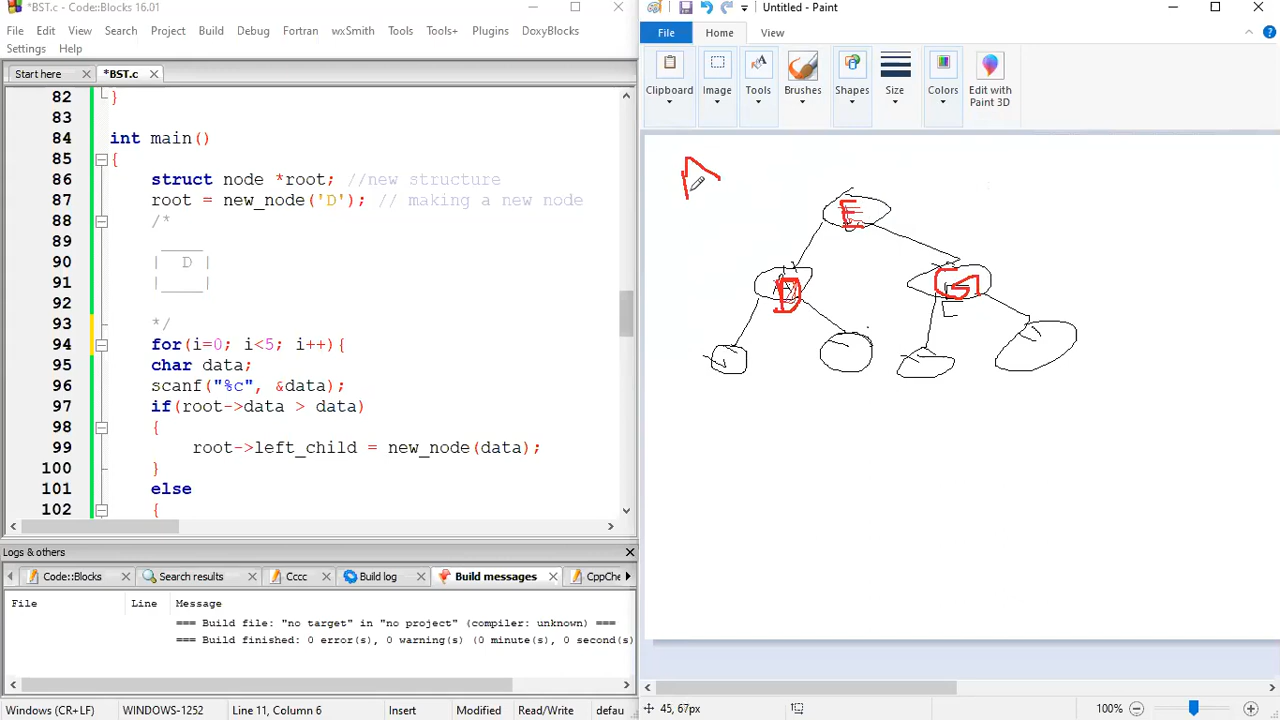 *BST.c - Code::Blocks 16.01
File Edit View Search Project Build Debug Fortran wxSmith Tools Tools+ Plugins DoxyBlocks
Settings Help
Start here *BST.c
82 }
83
84 int main()
85 {
86 struct node *root; //new structure
87 root = new_node('D'); // making a new node
88 /*
89 _____
90 | D |
91 |_____|
92
93 */
94 for(i=0; i<5; i++){
95 char data;
96 scanf("%c", &data);
97 if(root->data > data)
98 {
99 root->left_child = new_node(data);
100 }
101 else
102 {
Logs & others
Code::Blocks Search results Cccc Build log Build messages CppChe
File Line Message
=== Build file: "no target" in "no project" (compiler: unknown) ===
=== Build finished: 0 error(s), 0 warning(s) (0 minute(s), 0 second(s)
Windows (CR+LF) WINDOWS-1252 Line 11, Column 6 Insert Modified Read/Write defau
Untitled - Paint
File Home View
Clipboard Image Tools Brushes Shapes Size Colors Edit with
Paint 3D
E
D G
45, 67px 100%